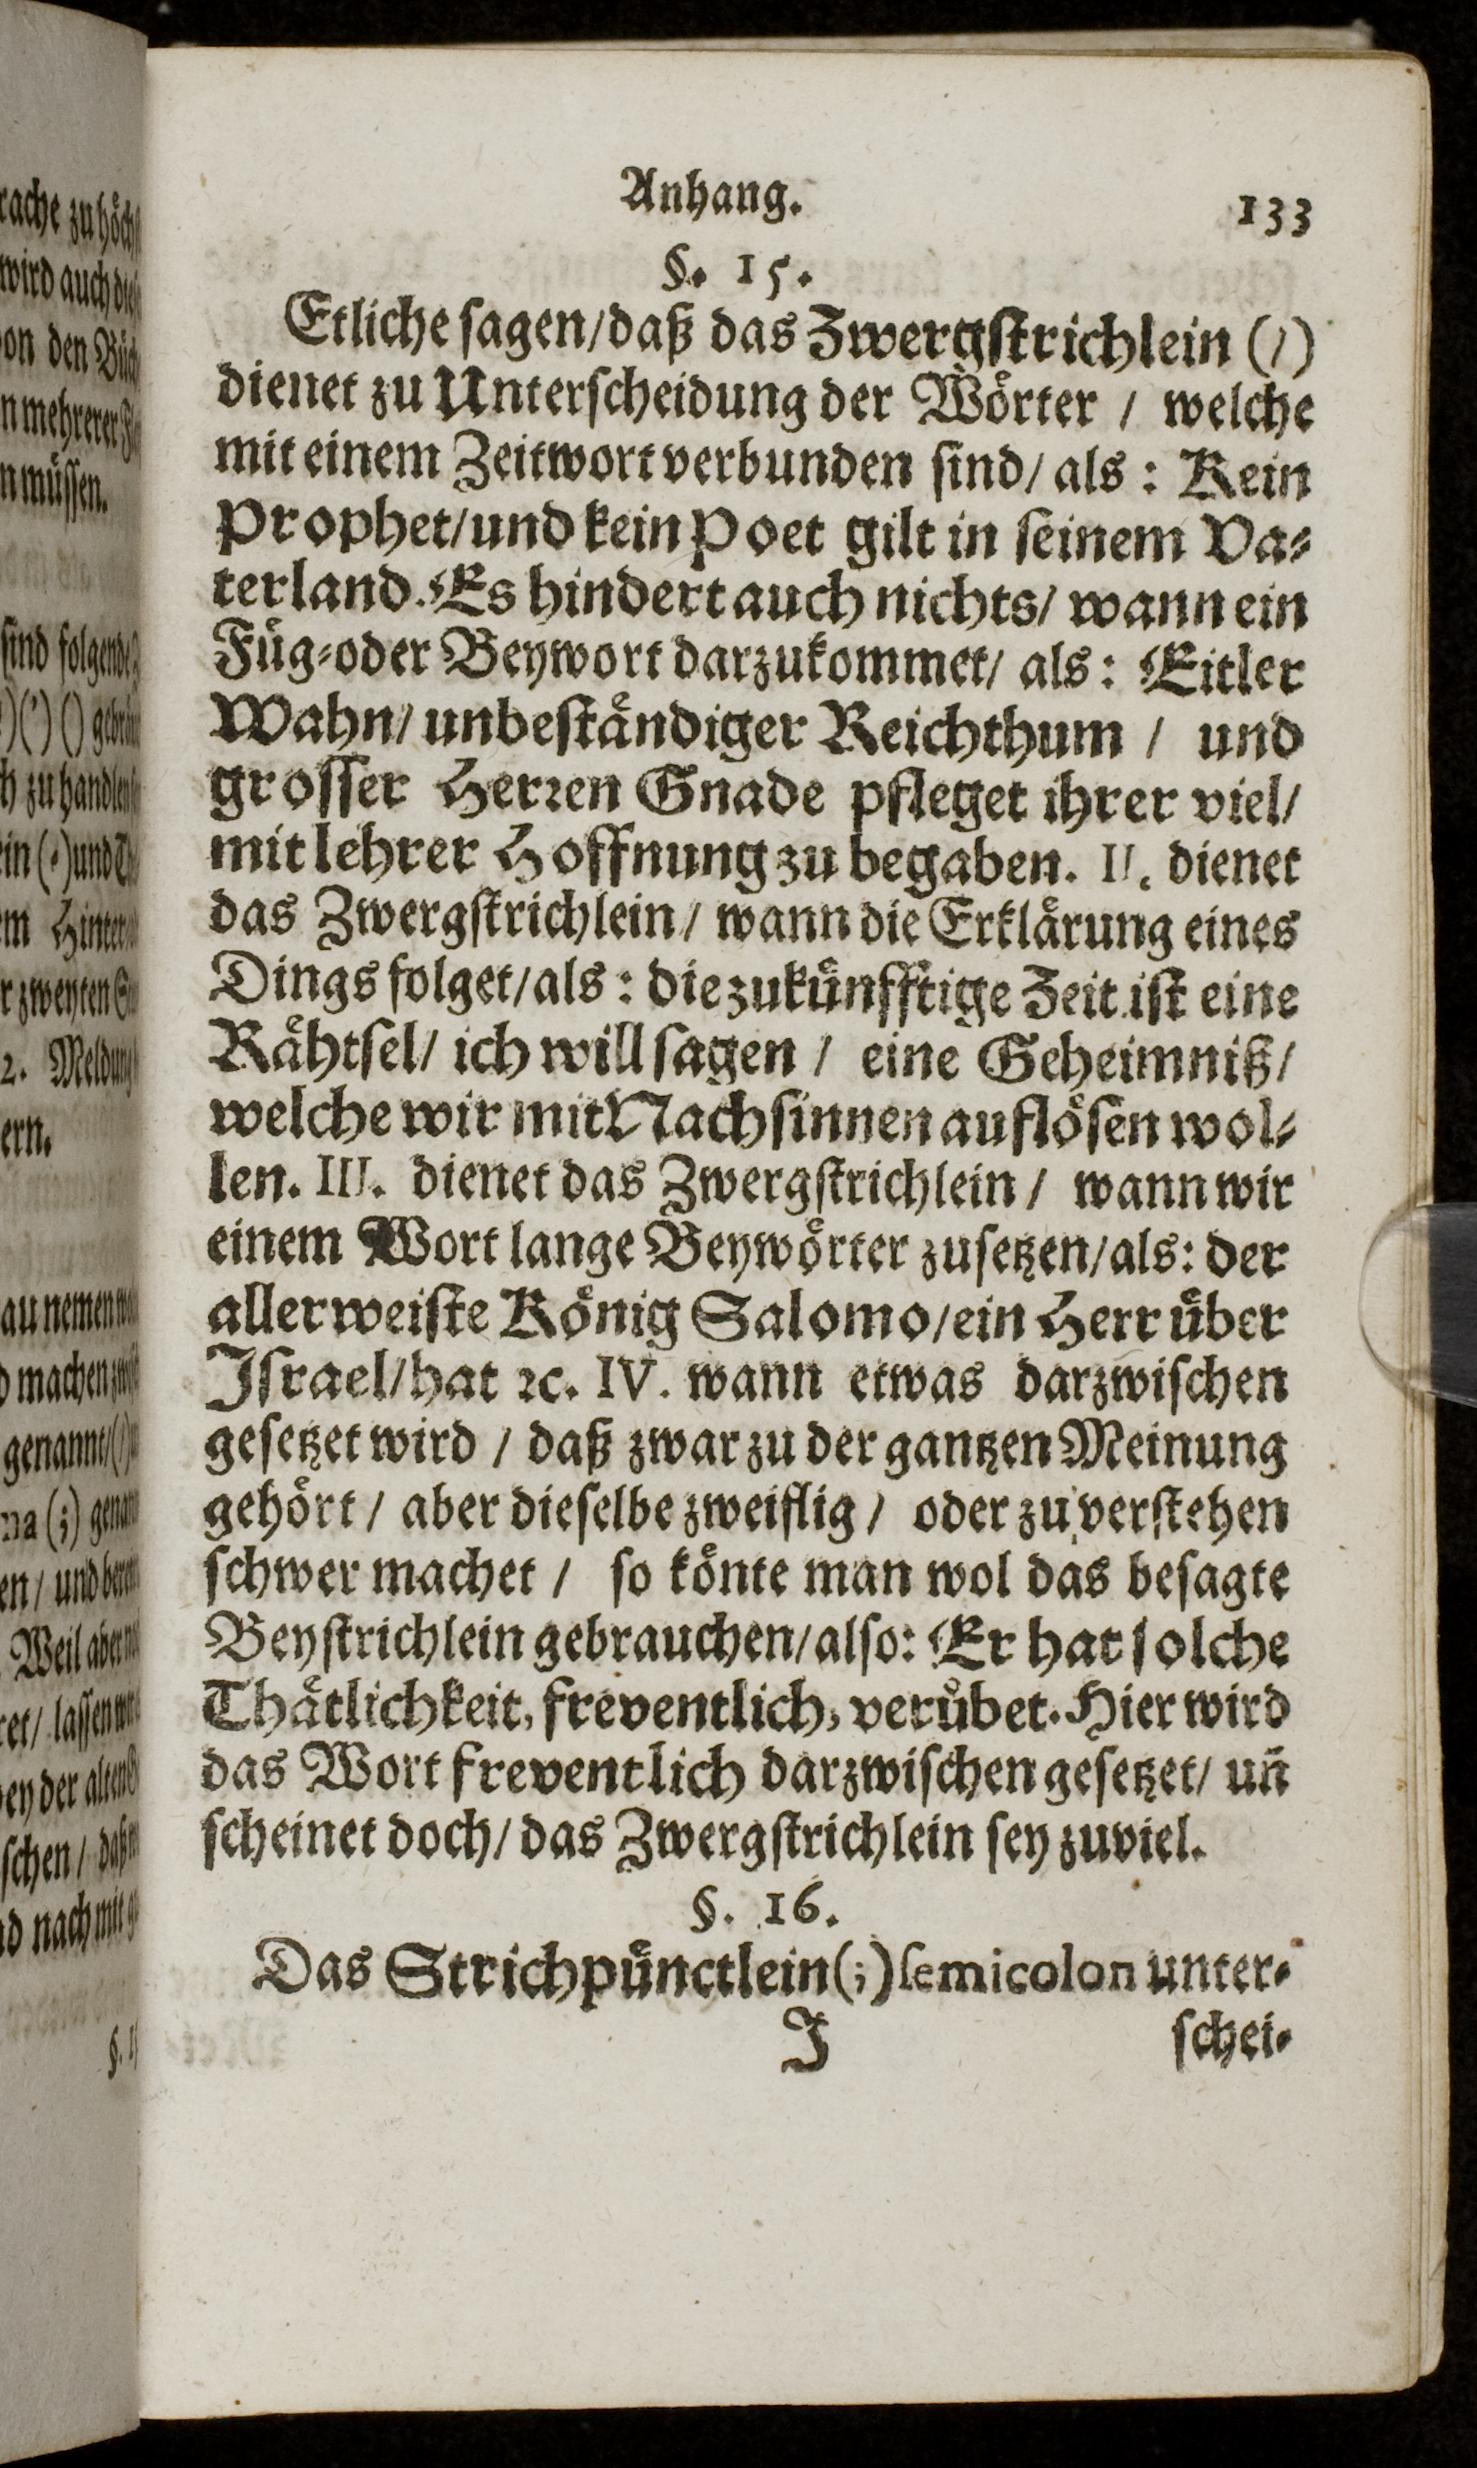 Anhang. 133
§. 15.
Etliche sagen/daß das Zwergstrichlein (/)
dienet zu Unterscheidung der Wörter / welche
mit einem Zeitwort verbunden sind/ als: Kein
Prophet/und kein Poet gilt in seinem Va-
terland. Es hindert auch nichts/ wann ein
Füg-oder Beywort darzukommet/ als: Eitler
Wahn/ unbeständiger Reichthum / und
grosser Herren Gnade pfleget ihrer viel/
mit lehrer Hoffnung zu begaben. II. dienet
das Zwergstrichlein/ wann die Erklärung eines
Dings folget/als: die zukünfftige Zeit ist eine
Rähtsel/ ich will sagen / eine Geheimniß/
welche wir mit Nachsinnen auflösen wol-
len. III. dienet das Zwergstrichlein / wann wir
einem Wort lange Beywörter zusetzen/als: der
allerweiste König Salomo/ein Herr über
Israel/hat ꝛc. IV. wann etwas darzwischen
gesetzet wird / daß zwar zu der gantzen Meinung
gehört / aber dieselbe zweiflig / oder zu verstehen
schwer machet / so könte man wol das besagte
Beystrichlein gebrauchen/also: Er hat solche
Thätlichkeit, freventlich, verübet. Hier wird
das Wort freventlich darzwischen gesetzet/ uñ
scheinet doch/ das Zwergstrichlein sey zuviel.
§. 16.
Das Strichpünctlein(;) semicolon unter-
J schei-